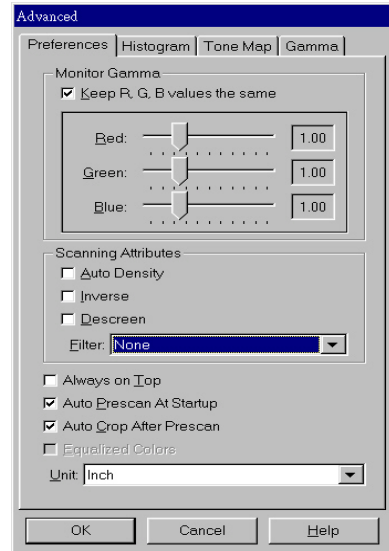 Advanced
Preferences Histogram Tone Map Gamma
Monitor Gamma
Keep R, G, B values the same
Red: 1.00
Green: 1.00
Blue: 1.00
Scanning Attributes
Auto Density
Inverse
Descreen
Filter: None
Always on Top
Auto Prescan At Startup
Auto Crop After Prescan
Equalized Colors
Unit: Inch
OK Cancel Help